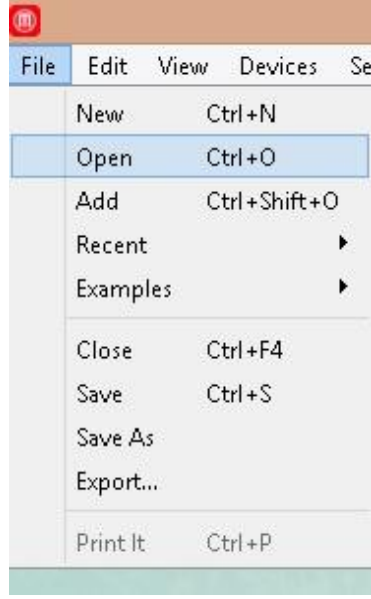 File Edit View Devices Se
New Ctrl+N
Open Ctrl+O
Add Ctrl+Shift+O
Recent
Examples
Close Ctrl+F4
Save Ctrl+S
Save As
Export...
Print It Ctrl+P